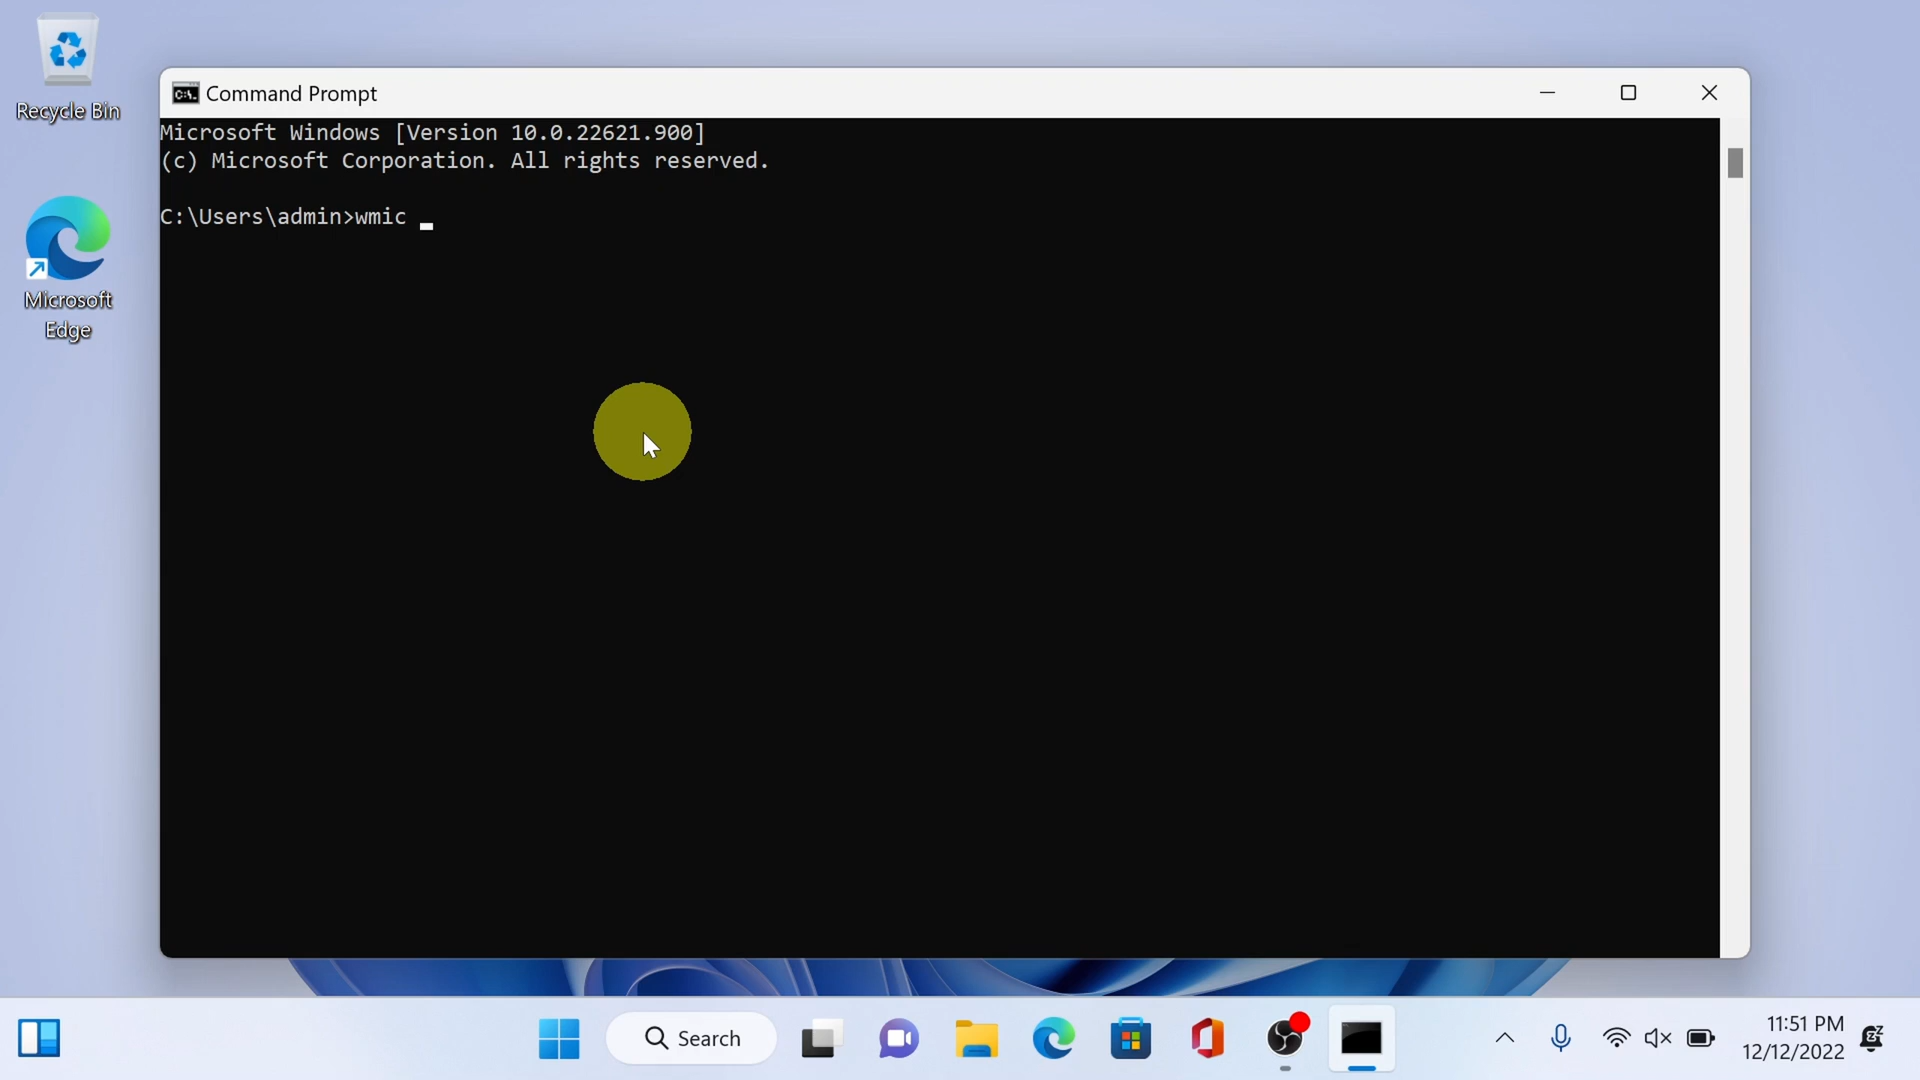 Recycle Bin
Microsoft
Edge
Command Prompt
Microsoft Windows [Version 10.0.22621.900]
(c) Microsoft Corporation. All rights reserved.
C:\Users\admin>wmic
Search
11:51 PM
12/12/2022